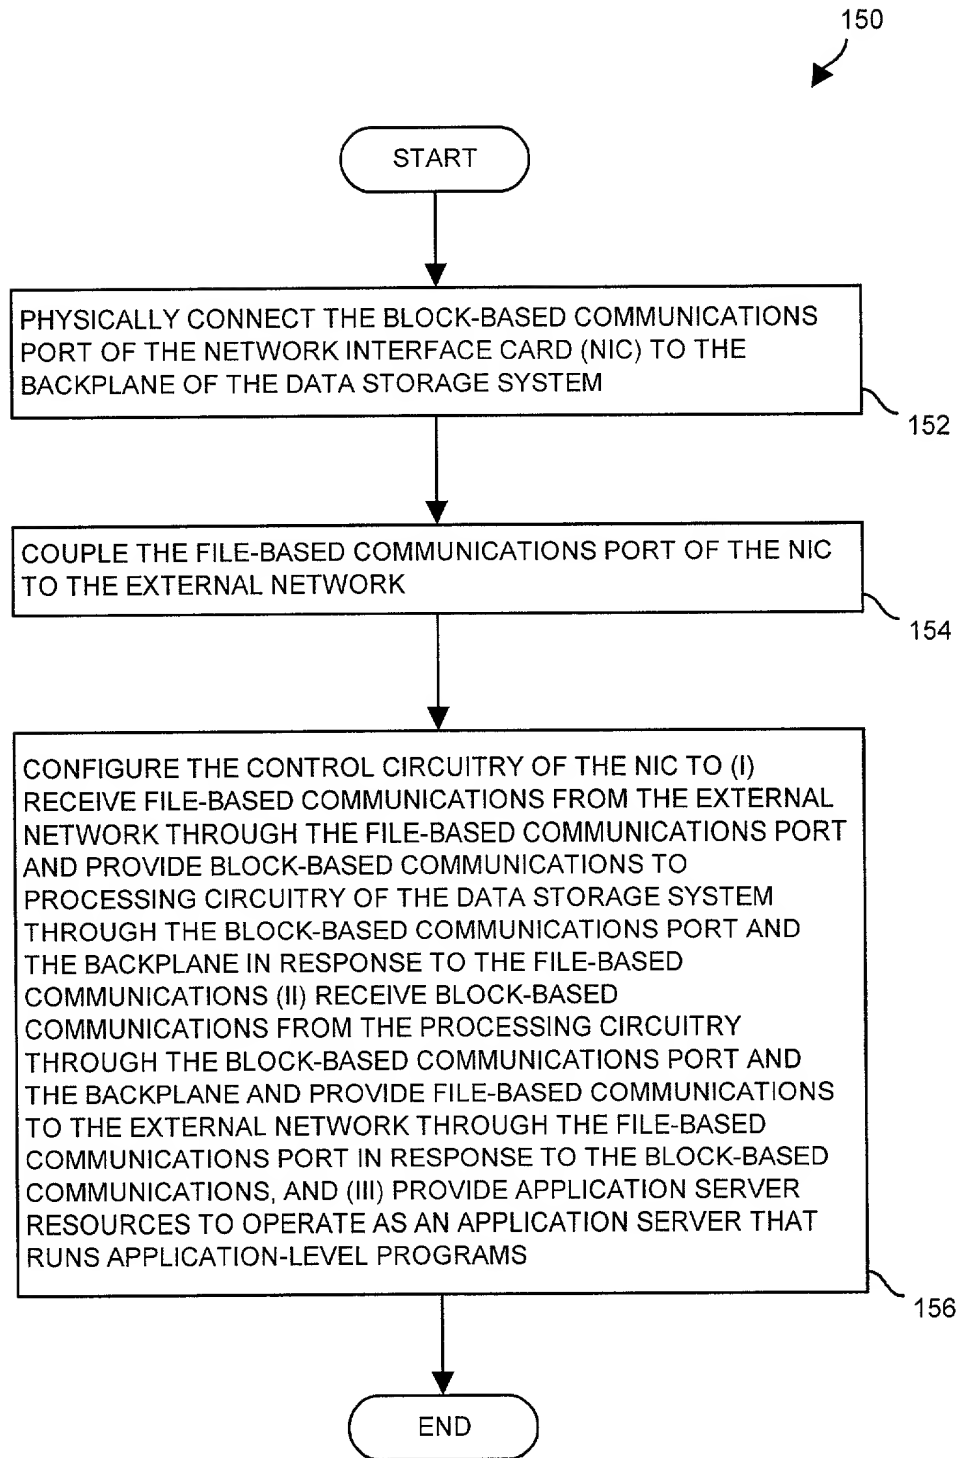 150
START
PHYSICALLY CONNECT THE BLOCK-BASED COMMUNICATIONS
PORT OF THE NETWORK INTERFACE CARD (NIC) TO THE
BACKPLANE OF THE DATA STORAGE SYSTEM
152
COUPLE THE FILE-BASED COMMUNICATIONS PORT OF THE NIC
TO THE EXTERNAL NETWORK
154
CONFIGURE THE CONTROL CIRCUITRY OF THE NIC TO (I)
RECEIVE FILE-BASED COMMUNICATIONS FROM THE EXTERNAL
NETWORK THROUGH THE FILE-BASED COMMUNICATIONS PORT
AND PROVIDE BLOCK-BASED COMMUNICATIONS TO
PROCESSING CIRCUITRY OF THE DATA STORAGE SYSTEM
THROUGH THE BLOCK-BASED COMMUNICATIONS PORT AND
THE BACKPLANE IN RESPONSE TO THE FILE-BASED
COMMUNICATIONS (II) RECEIVE BLOCK-BASED
COMMUNICATIONS FROM THE PROCESSING CIRCUITRY
THROUGH THE BLOCK-BASED COMMUNICATIONS PORT AND
THE BACKPLANE AND PROVIDE FILE-BASED COMMUNICATIONS
TO THE EXTERNAL NETWORK THROUGH THE FILE-BASED
COMMUNICATIONS PORT IN RESPONSE TO THE BLOCK-BASED
COMMUNICATIONS, AND (III) PROVIDE APPLICATION SERVER
RESOURCES TO OPERATE AS AN APPLICATION SERVER THAT
RUNS APPLICATION-LEVEL PROGRAMS
156
END